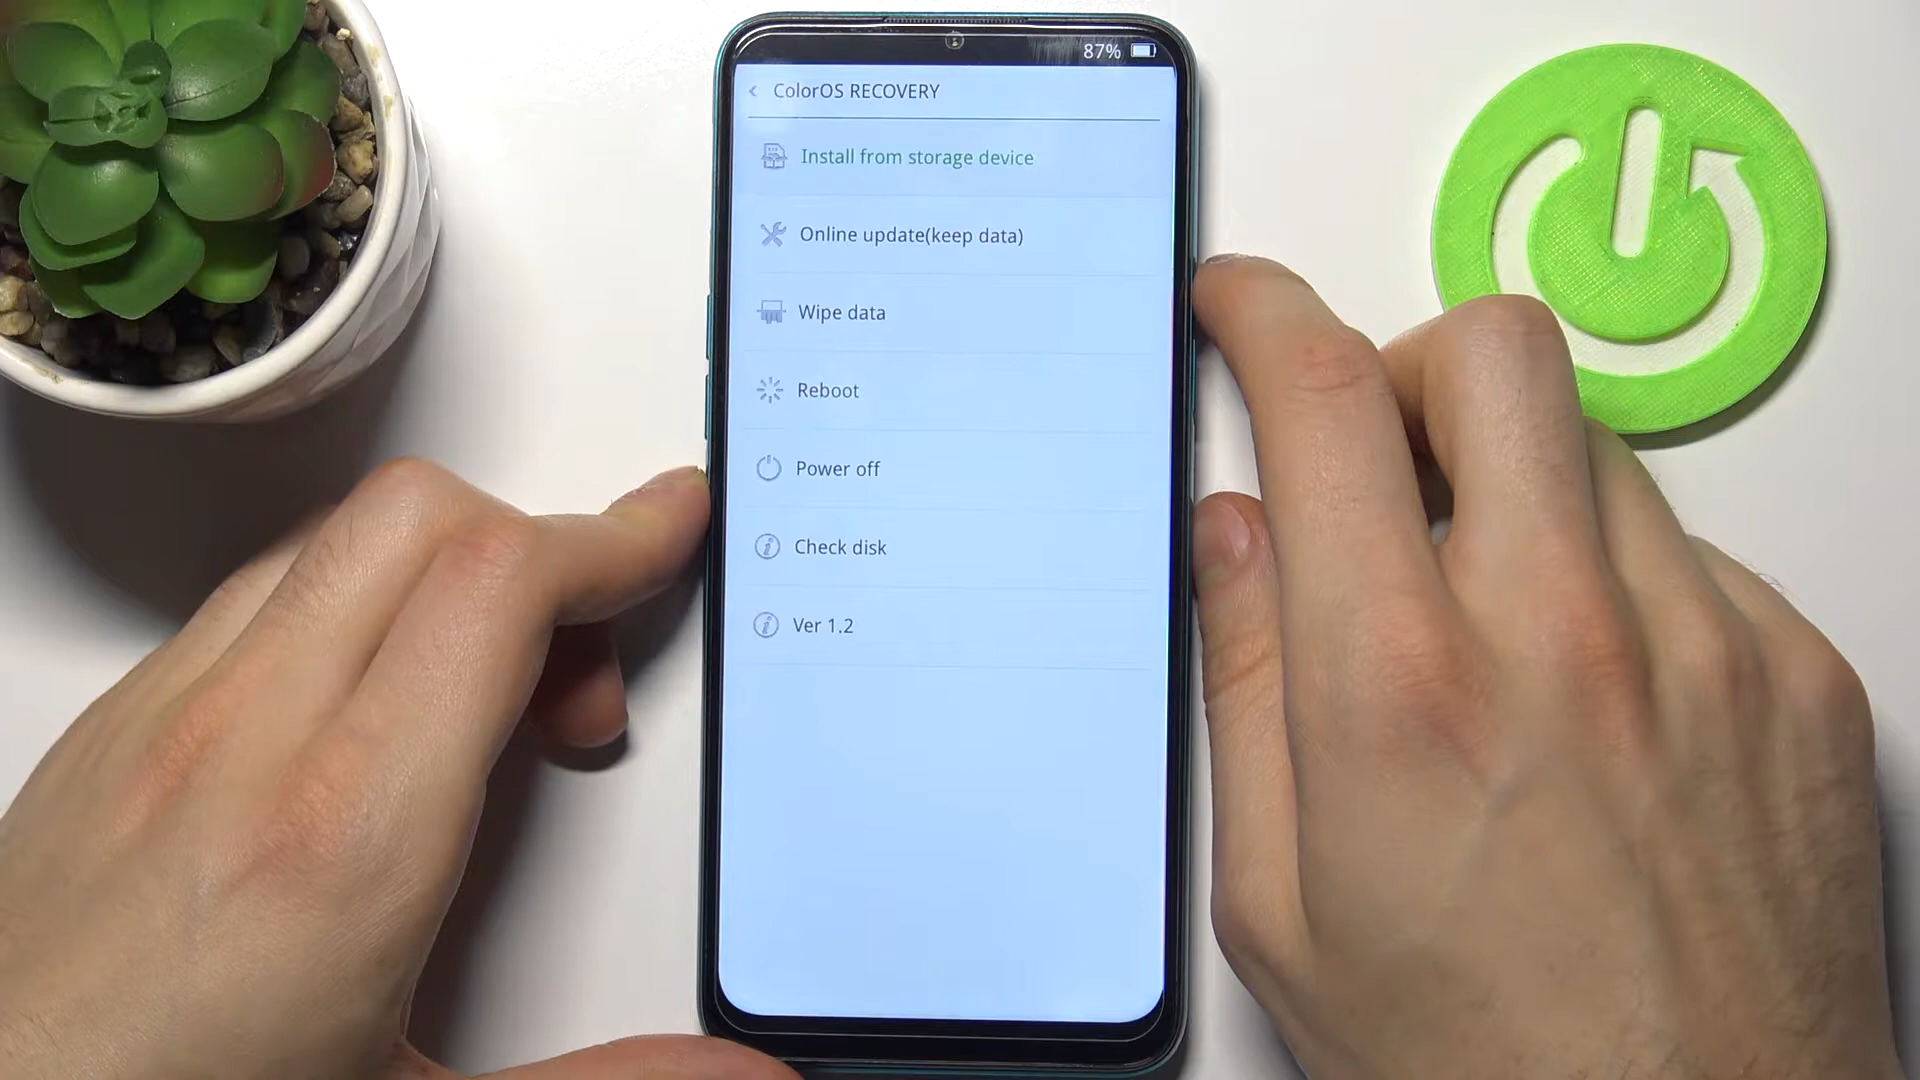 87%
ColorOS RECOVERY
Install from storage device
Online update(keep data)
Wipe data
Reboot
Power off
Check disk
Ver 1.2